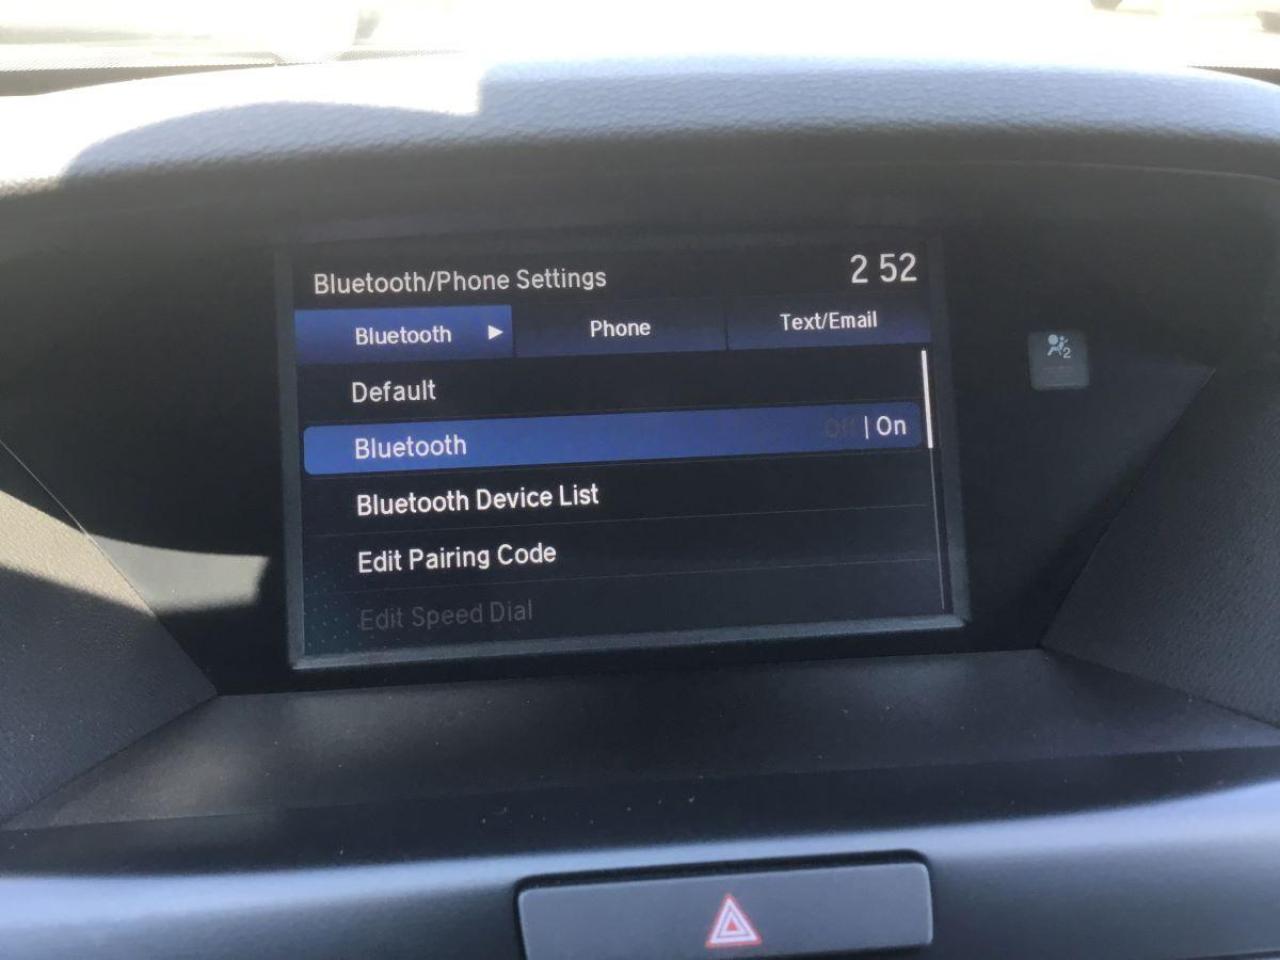 Bluetooth/Phone Settings 2 52
Bluetooth Phone Text/Email
Default
Bluetooth Off | On
Bluetooth Device List
Edit Pairing Code
Edit Speed Dial
2